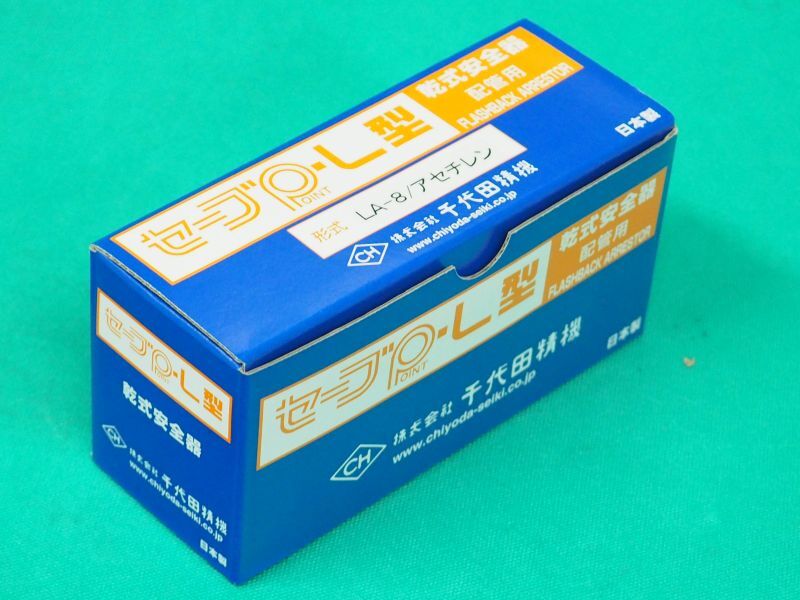 セーブPOINT・L型
乾式安全器
配管用
FLASHBACK ARRESTOR
形式 LA-8/アセチレン
CH 株式会社 千代田精機
www.chiyoda-seiki.co.jp
日本製
セーブPOINT・L型
乾式安全器
配管用
FLASHBACK ARRESTOR
CH 株式会社 千代田精機
www.chiyoda-seiki.co.jp
日本製
セーブPOINT・L型
乾式安全器
CH 株式会社 千代田精機
www.chiyoda-seiki.co.jp
日本製